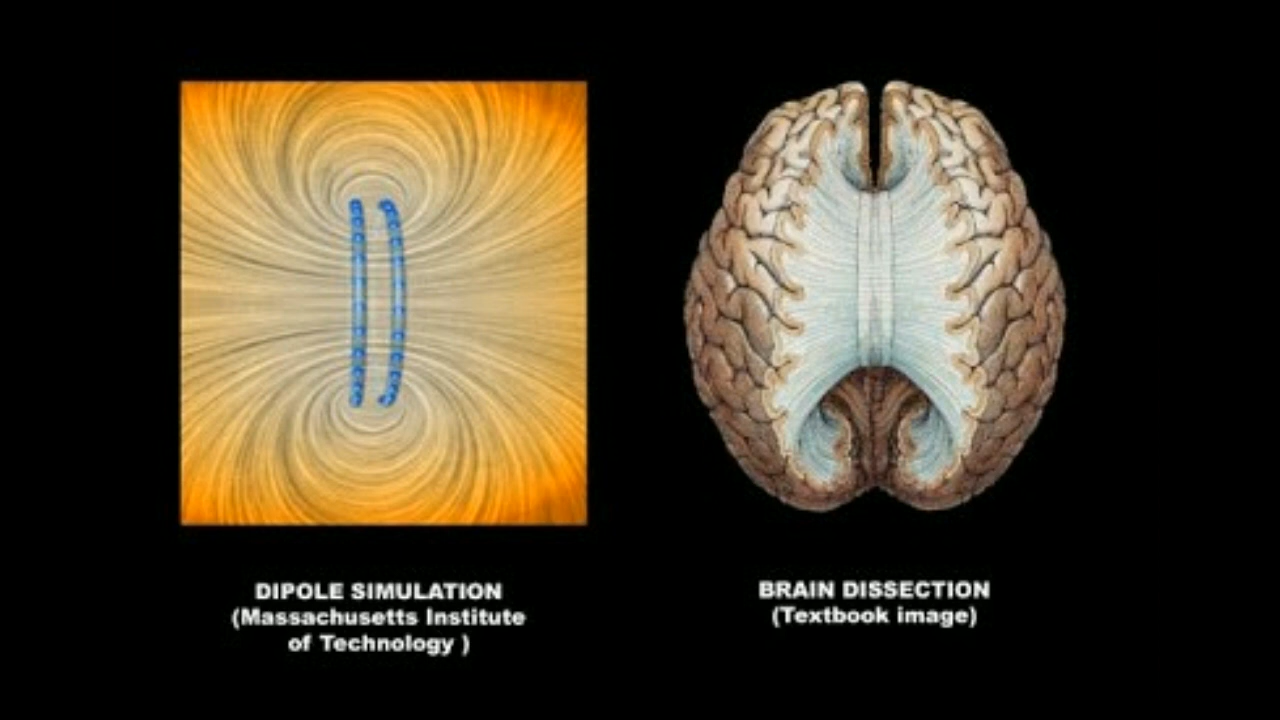 DIPOLE SIMULATION
(Massachusetts Institute
of Technology )
BRAIN DISSECTION
(Textbook image)